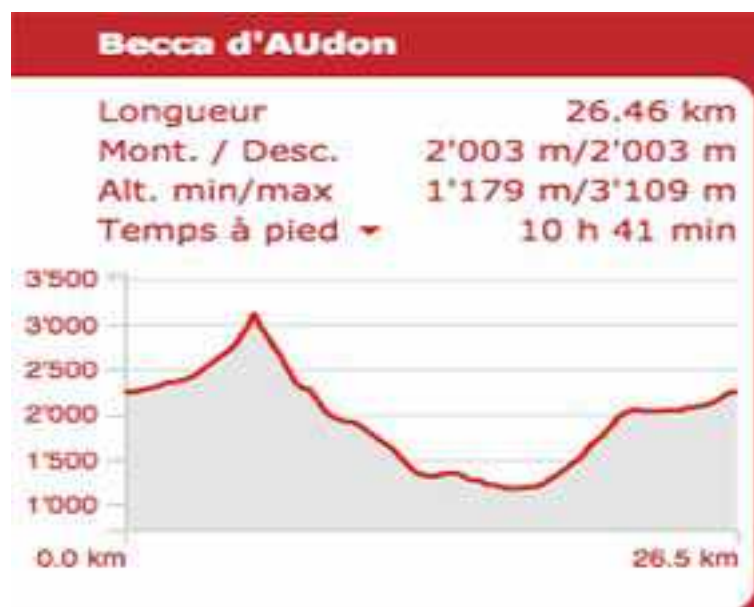 Becca d'AUdon
Longueur 26.46 km
Mont. / Desc. 2'003 m/2'003 m
Alt. min/max 1'179 m/3'109 m
Temps à pied 10 h 41 min
3'500
3'000
2'500
2'000
1'500
1'000
0.0 km 26.5 km